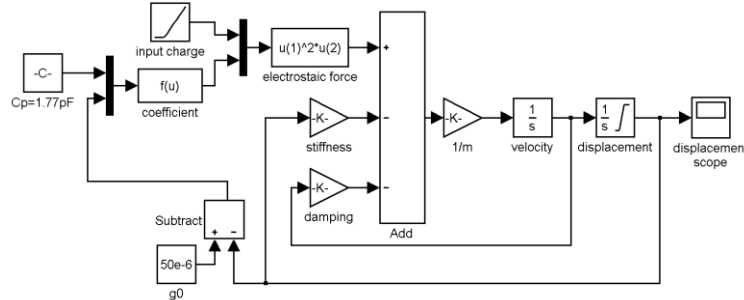 input charge
u(1)^2*u(2)
electrostaic force
+
-C-
Cp=1.77pF
f(u)
coefficient
-K-
stiffness
−
-K-
damping
−
Add
-K-
1/m
1
s
velocity
1
s
displacement
displacemen
scope
Subtract
+ −
50e-6
g0